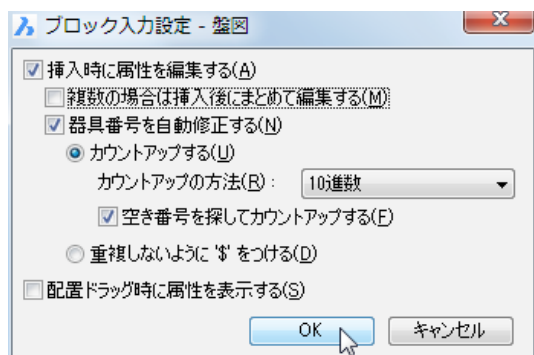 ブロック入力設定 - 盤図
挿入時に属性を編集する(A)
複数の場合は挿入後にまとめて編集する(M)
器具番号を自動修正する(N)
カウントアップする(U)
カウントアップの方法(R)： 10進数
空き番号を探してカウントアップする(F)
重複しないように '$' をつける(D)
配置ドラッグ時に属性を表示する(S)
OK キャンセル